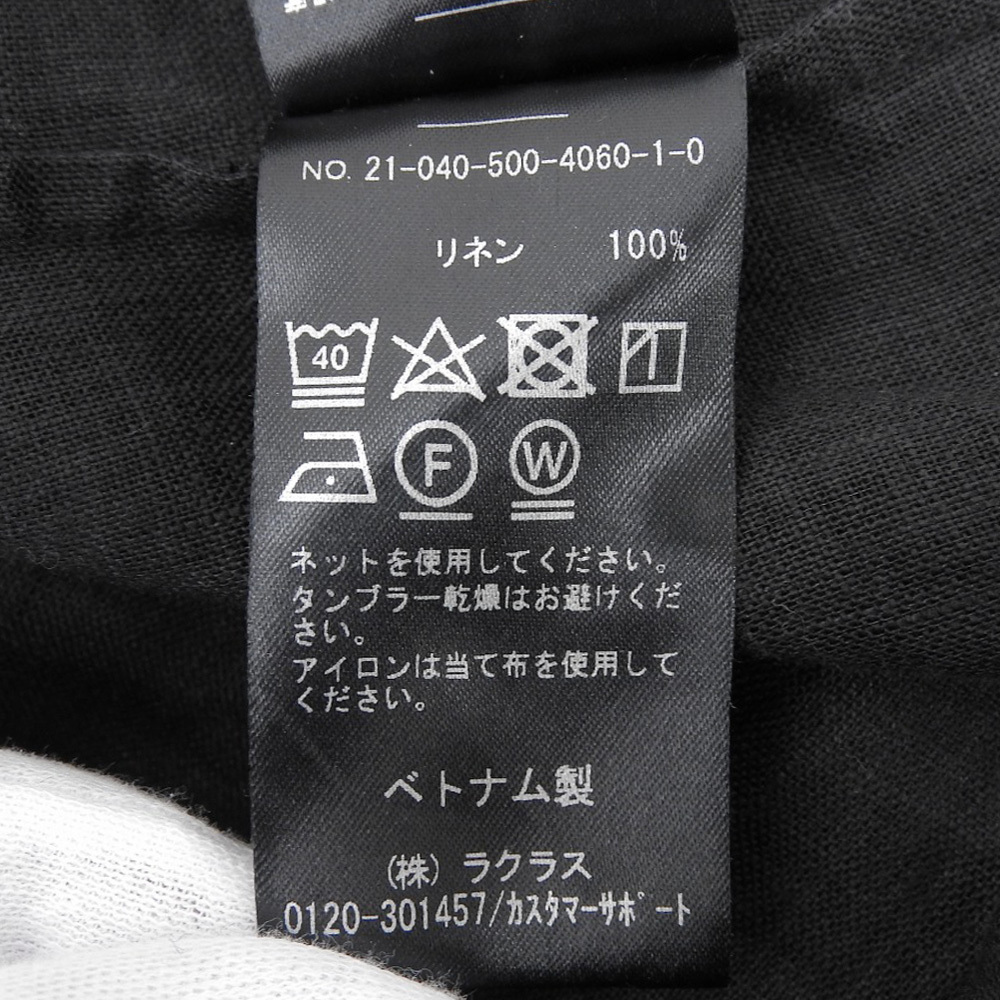 NO. 21-040-500-4060-1-0
リネン 100%
40
F
W
ネットを使用してください。
タンブラー乾燥はお避けくだ
さい。
アイロンは当て布を使用して
ください。
ベトナム製
(株) ラクラス
0120-301457/ｶｽﾀﾏｰｻﾎﾟｰﾄ